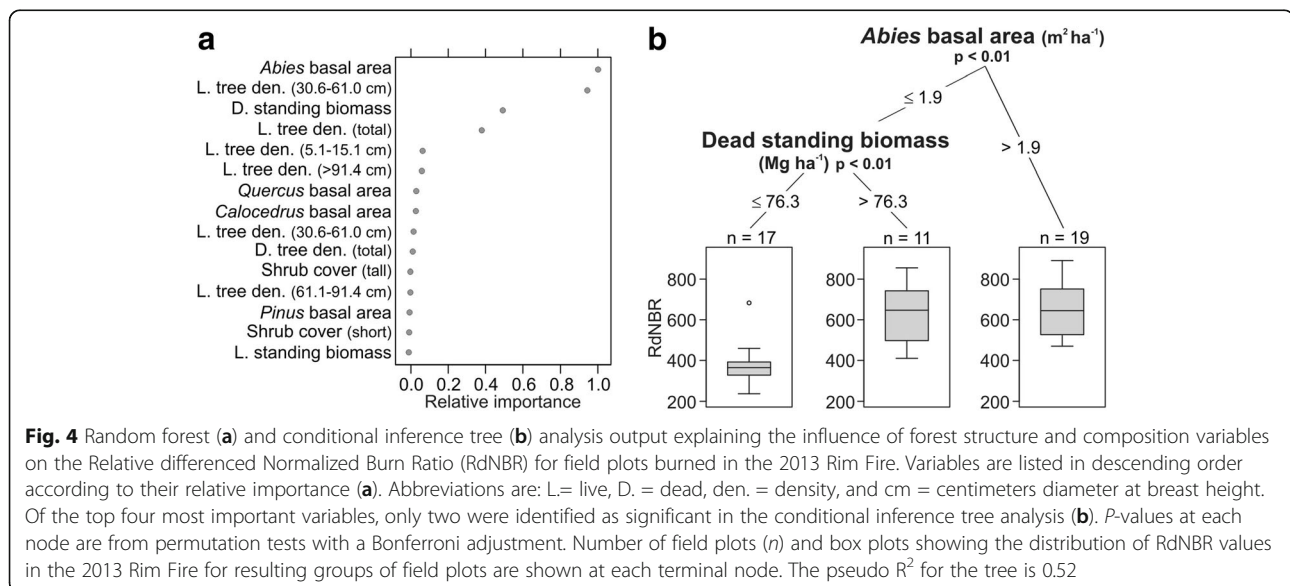 a
Abies basal area
L. tree den. (30.6-61.0 cm)
D. standing biomass
L. tree den. (total)
L. tree den. (5.1-15.1 cm)
L. tree den. (>91.4 cm)
Quercus basal area
Calocedrus basal area
L. tree den. (30.6-61.0 cm)
D. tree den. (total)
Shrub cover (tall)
L. tree den. (61.1-91.4 cm)
Pinus basal area
Shrub cover (short)
L. standing biomass
0.0 0.2 0.4 0.6 0.8 1.0
Relative importance
b
Abies basal area (m² ha⁻¹)
p < 0.01
≤ 1.9
> 1.9
Dead standing biomass
(Mg ha⁻¹) p < 0.01
≤ 76.3
> 76.3
n = 17
n = 11
n = 19
RdNBR
800
600
400
200
800
600
400
200
800
600
400
200
Fig. 4 Random forest (a) and conditional inference tree (b) analysis output explaining the influence of forest structure and composition variables
on the Relative differenced Normalized Burn Ratio (RdNBR) for field plots burned in the 2013 Rim Fire. Variables are listed in descending order
according to their relative importance (a). Abbreviations are: L.= live, D. = dead, den. = density, and cm = centimeters diameter at breast height.
Of the top four most important variables, only two were identified as significant in the conditional inference tree analysis (b). P-values at each
node are from permutation tests with a Bonferroni adjustment. Number of field plots (n) and box plots showing the distribution of RdNBR values
in the 2013 Rim Fire for resulting groups of field plots are shown at each terminal node. The pseudo R² for the tree is 0.52